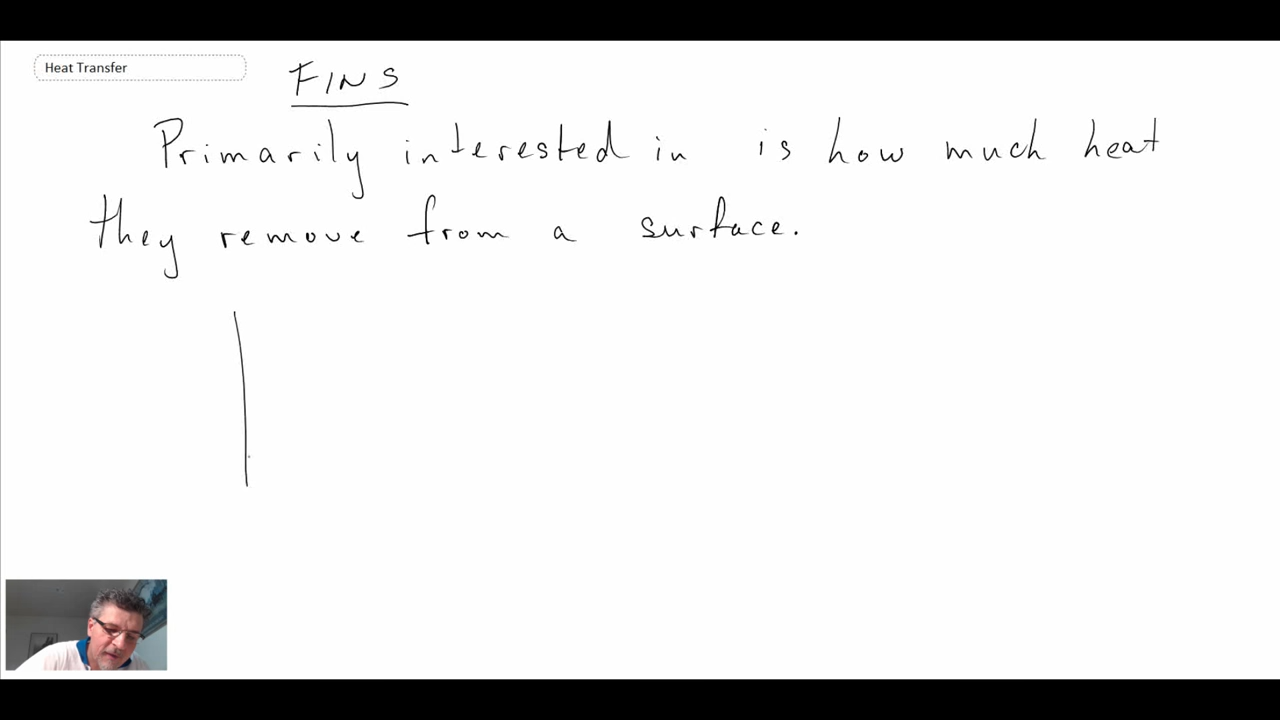 Heat Transfer
FINS
Primarily interested in is how much heat
they remove from a surface.